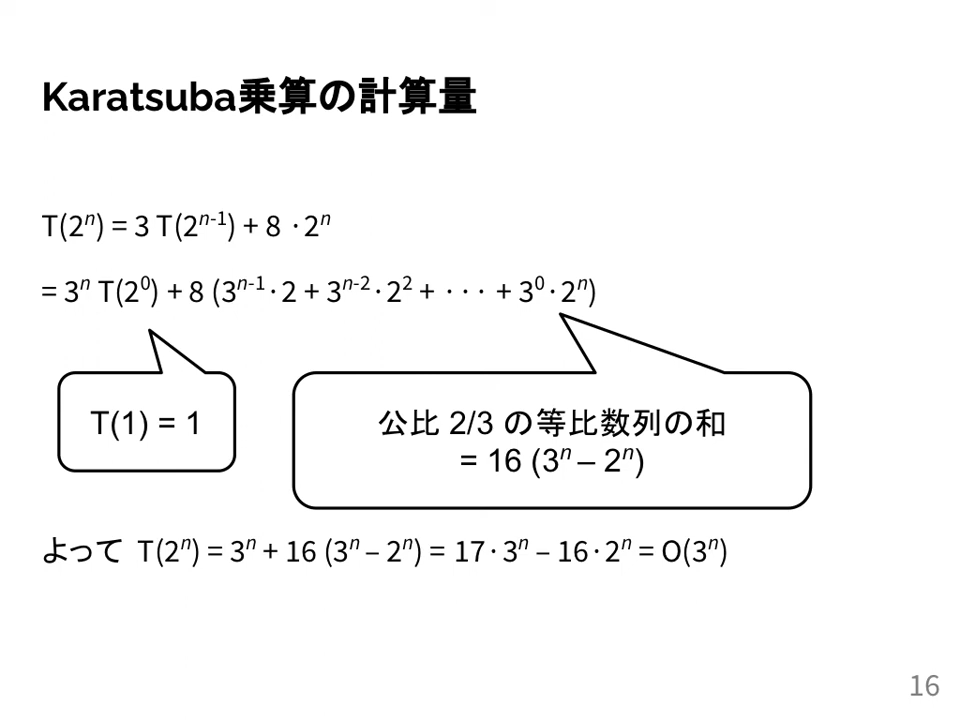 Karatsuba乗算の計算量
T(2ⁿ) = 3 T(2ⁿ⁻¹) + 8 ·2ⁿ
= 3ⁿ T(2⁰) + 8 (3ⁿ⁻¹·2 + 3ⁿ⁻²·2² + ··· + 3⁰·2ⁿ)
T(1) = 1
公比 2/3 の等比数列の和
= 16 (3ⁿ – 2ⁿ)
よって T(2ⁿ) = 3ⁿ + 16 (3ⁿ – 2ⁿ) = 17·3ⁿ – 16·2ⁿ = O(3ⁿ)
16